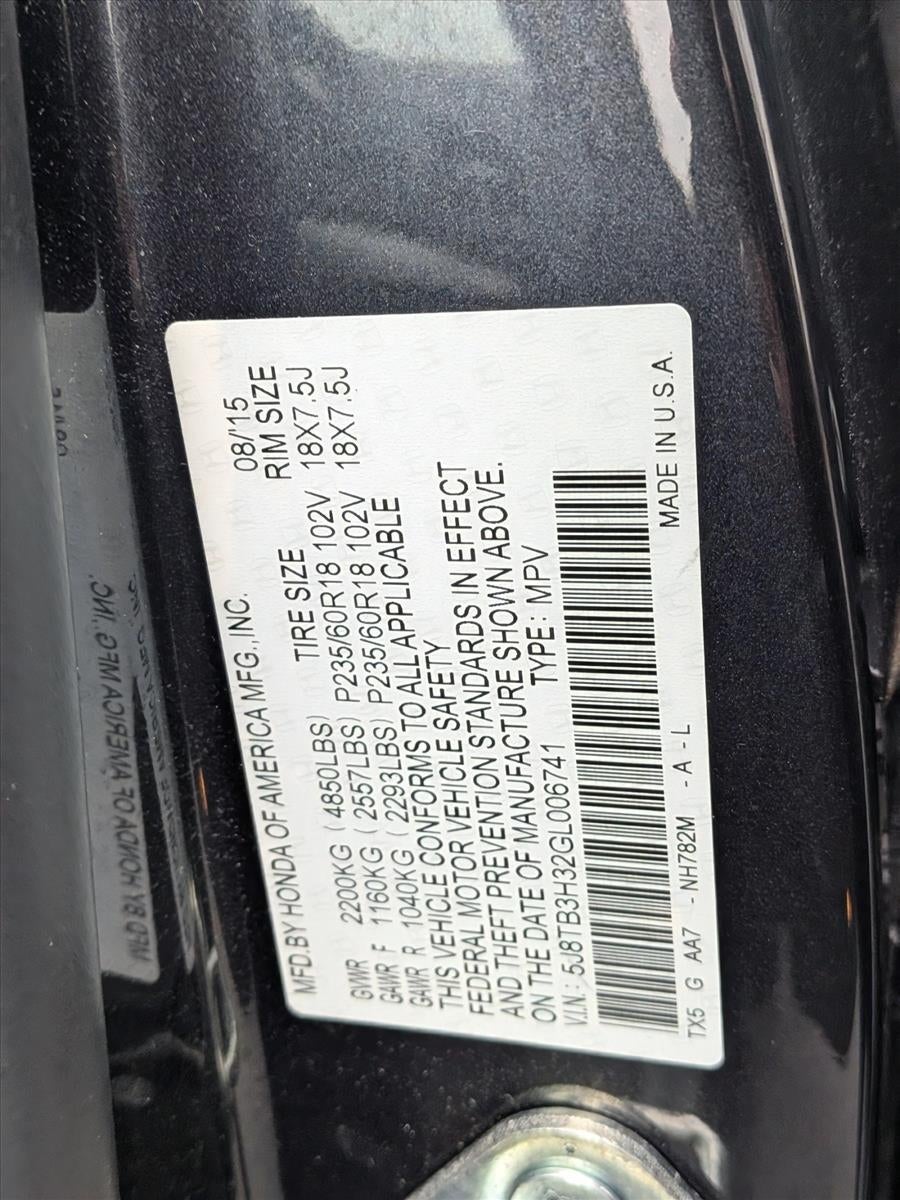 MFD.BY HONDA OF AMERICA MFG.,INC. 08/15
TIRE SIZE RIM SIZE
GVWR 2200KG (4850LBS)
GAWR F 1160KG (2557LBS) P235/60R18 102V 18X7.5J
GAWR R 1040KG (2293LBS) P235/60R18 102V 18X7.5J
THIS VEHICLE CONFORMS TO ALL APPLICABLE
FEDERAL MOTOR VEHICLE SAFETY
AND THEFT PREVENTION STANDARDS IN EFFECT
ON THE DATE OF MANUFACTURE SHOWN ABOVE.
V.I.N.: 5J8TB3H32GL006741 TYPE: MPV
TX5 G AA7 -NH782M -A-L MADE IN U.S.A.